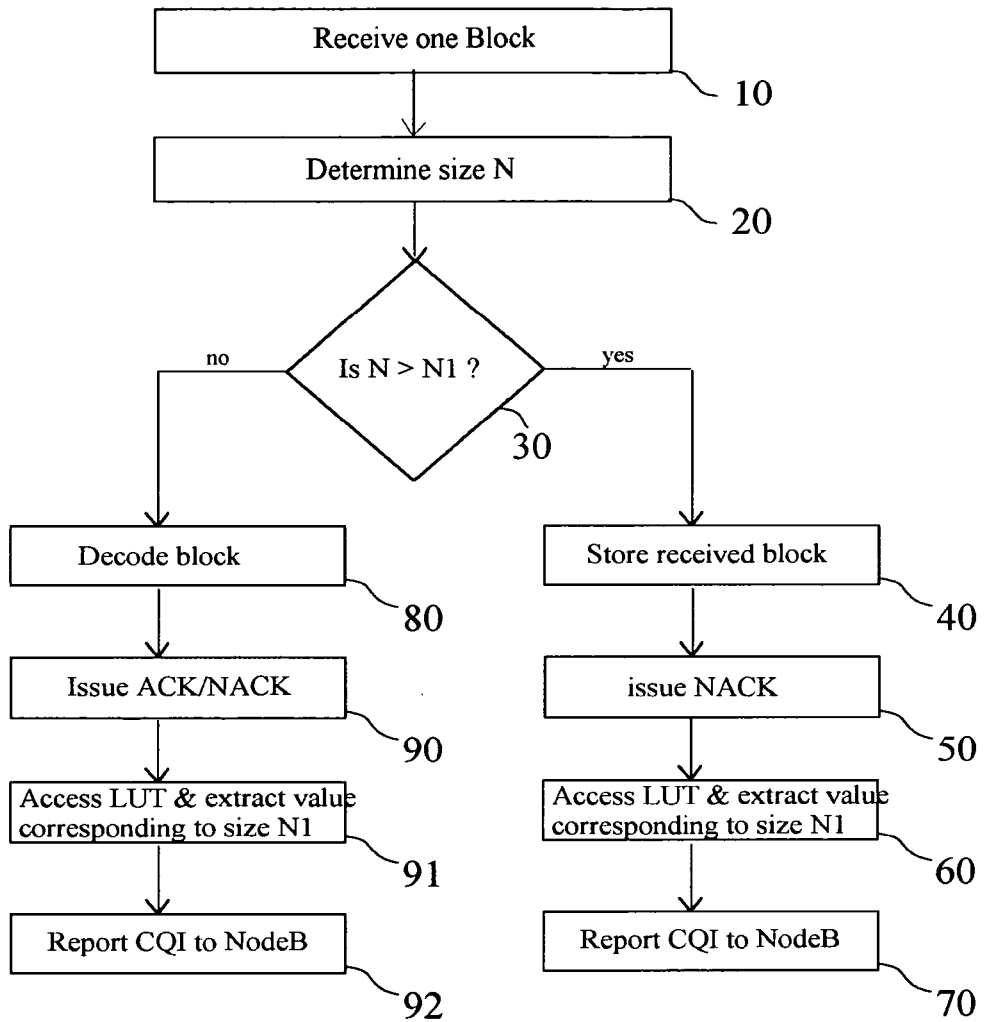 Receive one Block
10
Determine size N
20
Is N > N1 ?
no
yes
30
Decode block
80
Store received block
40
Issue ACK/NACK
90
issue NACK
50
Access LUT & extract value
corresponding to size N1
91
Access LUT & extract value
corresponding to size N1
60
Report CQI to NodeB
92
Report CQI to NodeB
70